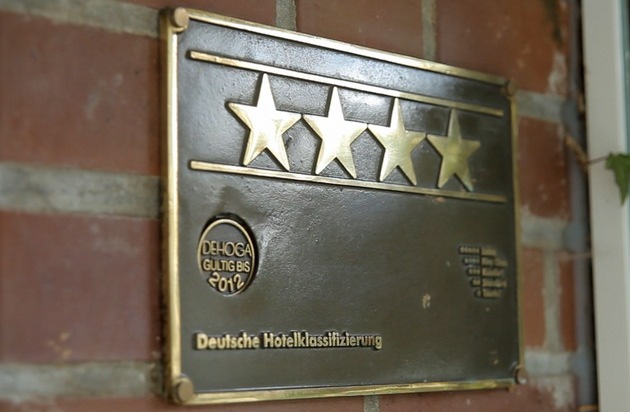 DEHOGA
GÜLTIG BIS
2012
Deutsche Hotelklassifizierung